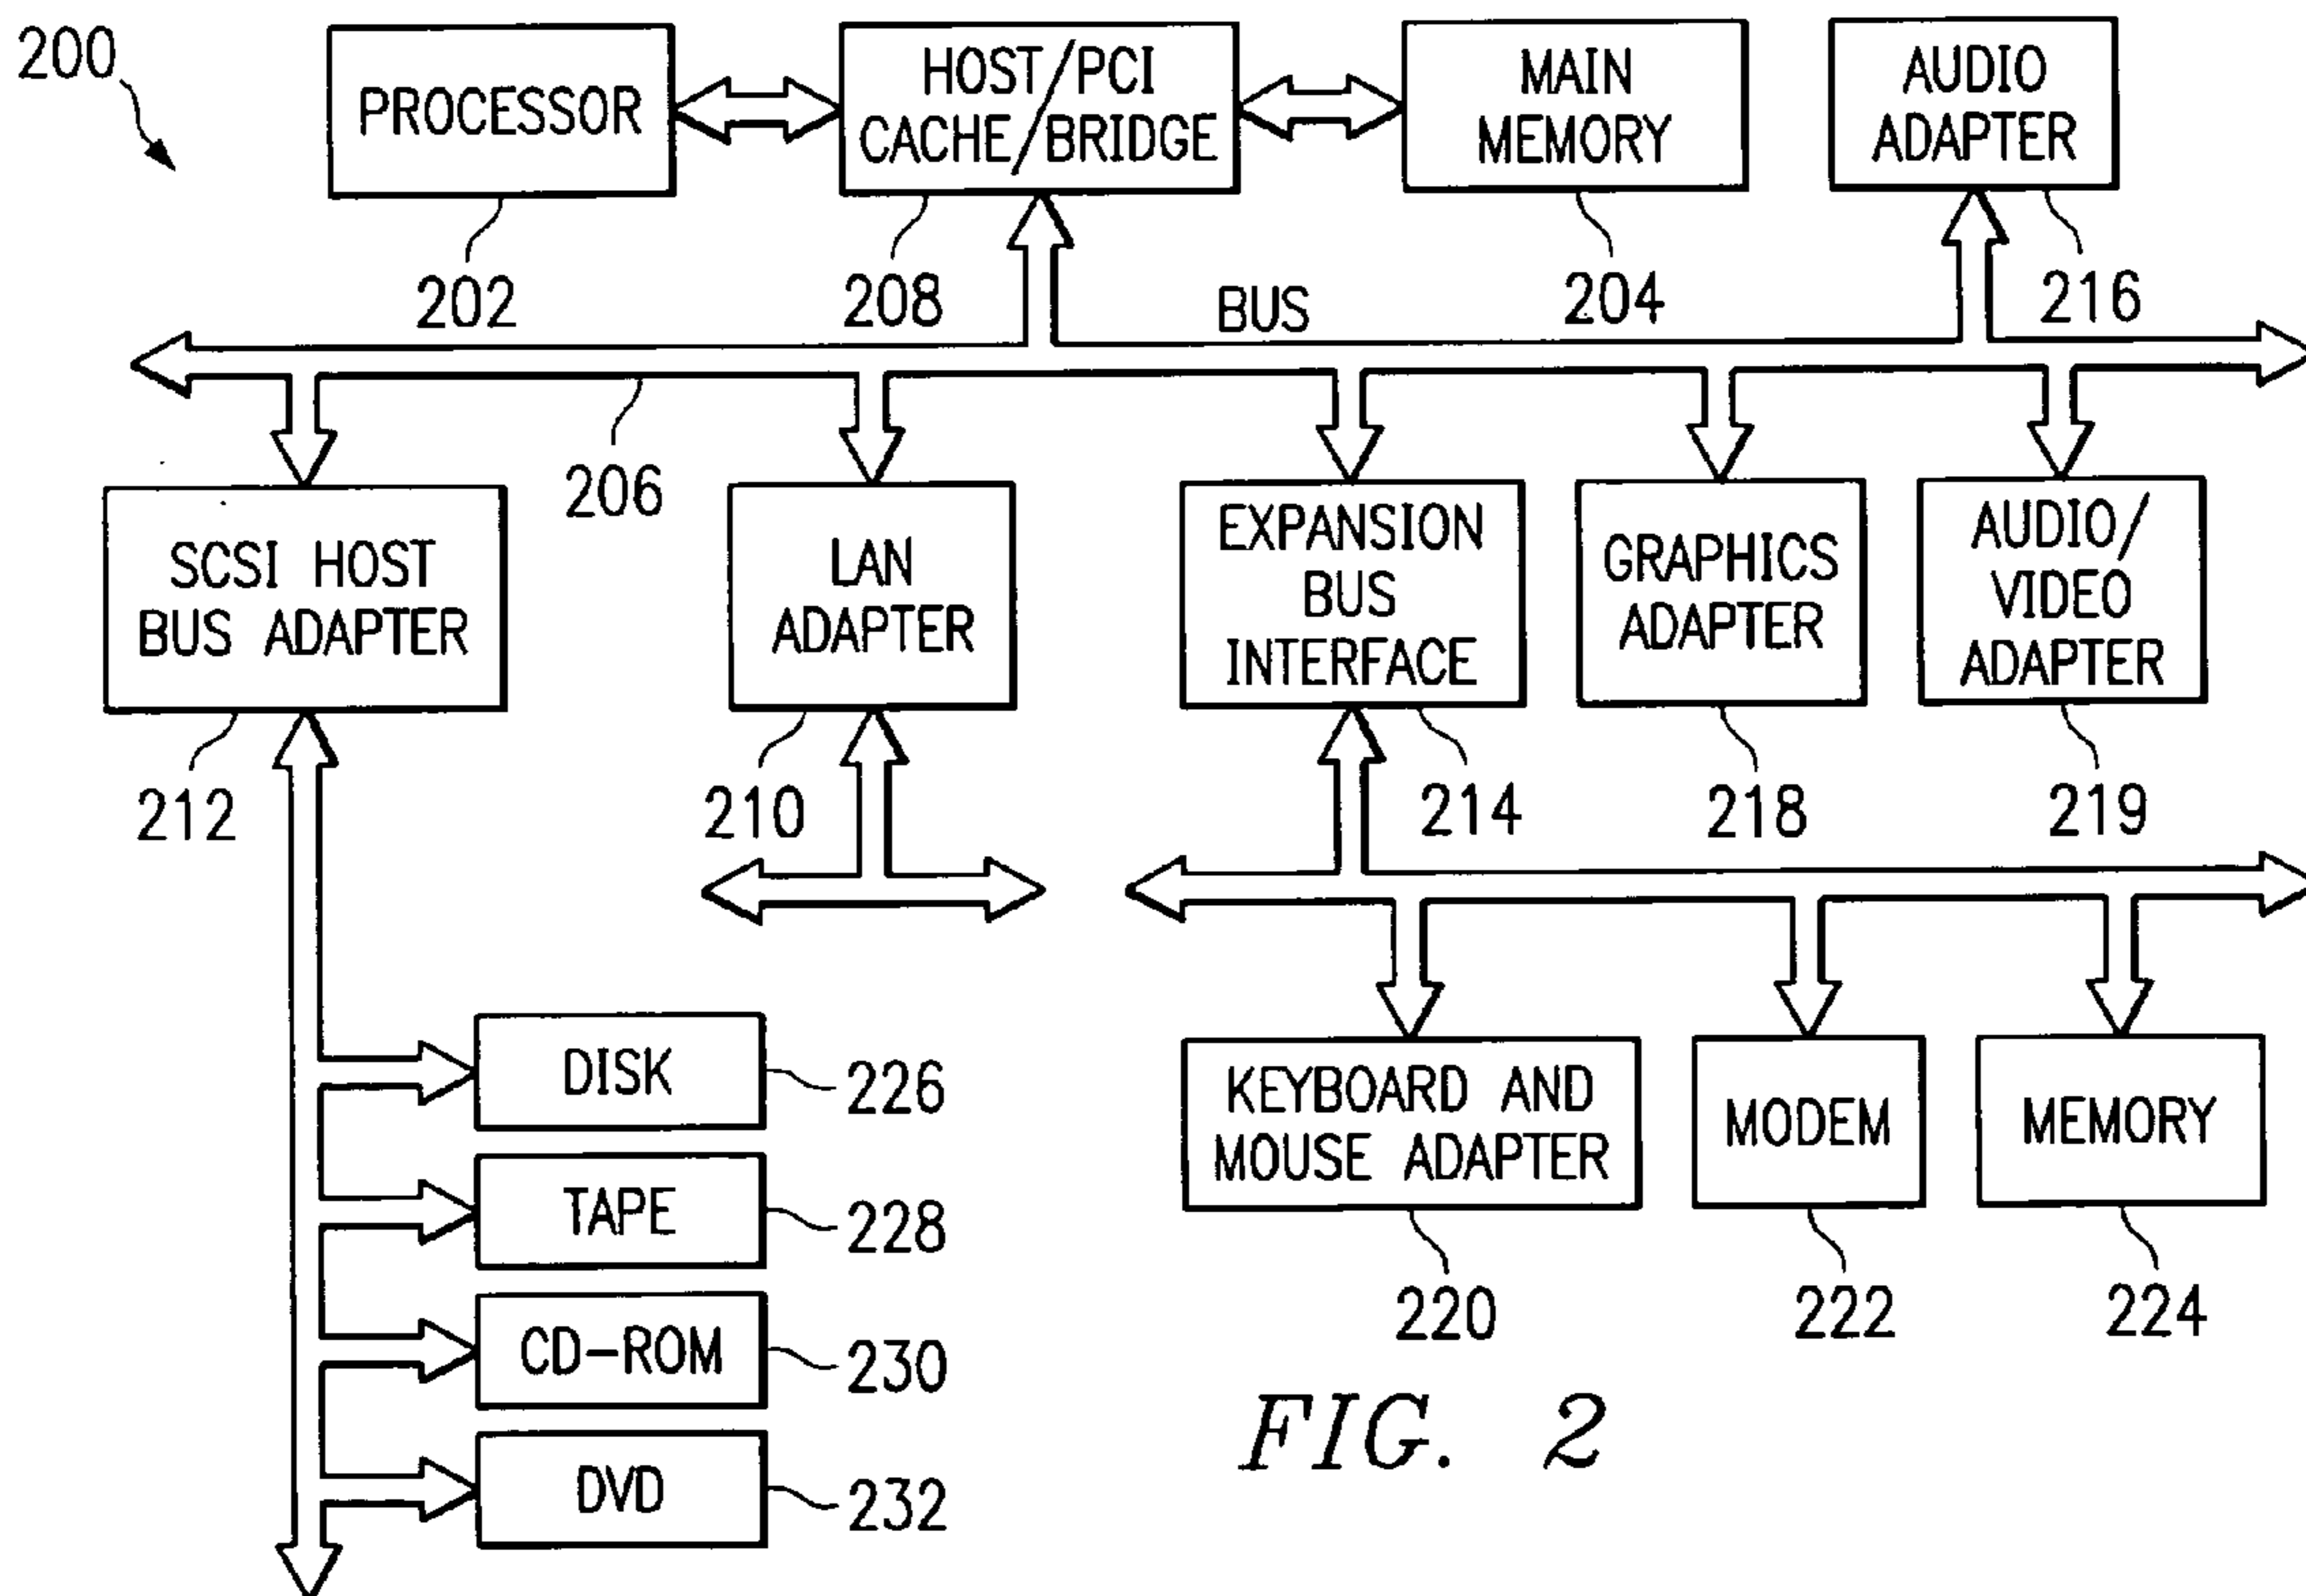 200
PROCESSOR
HOST/PCI
CACHE/BRIDGE
MAIN
MEMORY
AUDIO
ADAPTER
202
208
BUS
204
216
206
SCSI HOST
BUS ADAPTER
LAN
ADAPTER
EXPANSION
BUS
INTERFACE
GRAPHICS
ADAPTER
AUDIO/
VIDEO
ADAPTER
212
210
214
218
219
DISK
226
TAPE
228
CD-ROM
230
DVD
232
KEYBOARD AND
MOUSE ADAPTER
MODEM
MEMORY
220
222
224
FIG. 2